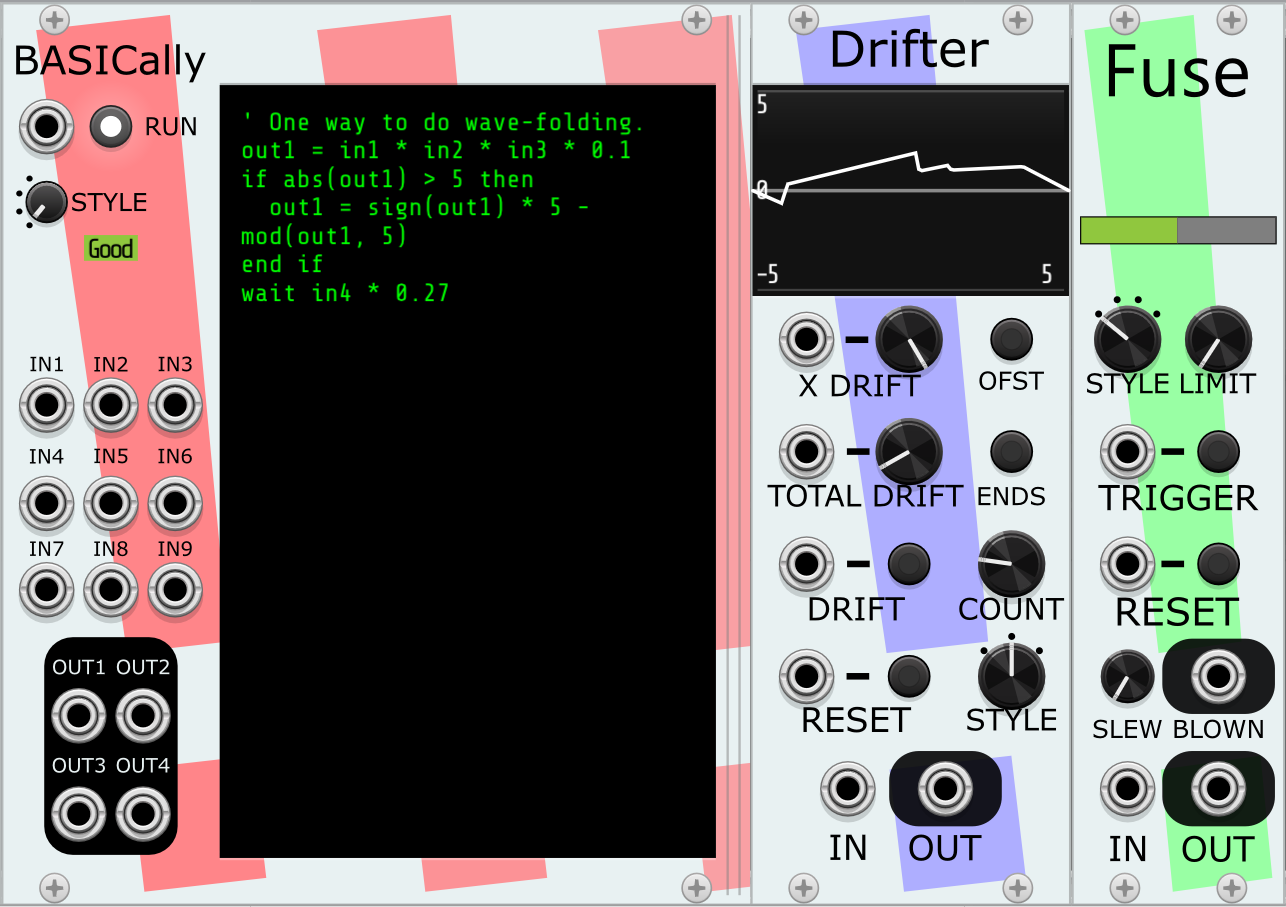 BASICally
RUN
STYLE
Good
IN1 IN2 IN3
IN4 IN5 IN6
IN7 IN8 IN9
OUT1 OUT2
OUT3 OUT4
' One way to do wave-folding.
out1 = in1 * in2 * in3 * 0.1
if abs(out1) > 5 then
  out1 = sign(out1) * 5 -
mod(out1, 5)
end if
wait in4 * 0.27
Drifter
5
0
-5 5
X DRIFT OFST
TOTAL DRIFT ENDS
DRIFT COUNT
RESET STYLE
IN OUT
Fuse
STYLE LIMIT
TRIGGER
RESET
SLEW BLOWN
IN OUT